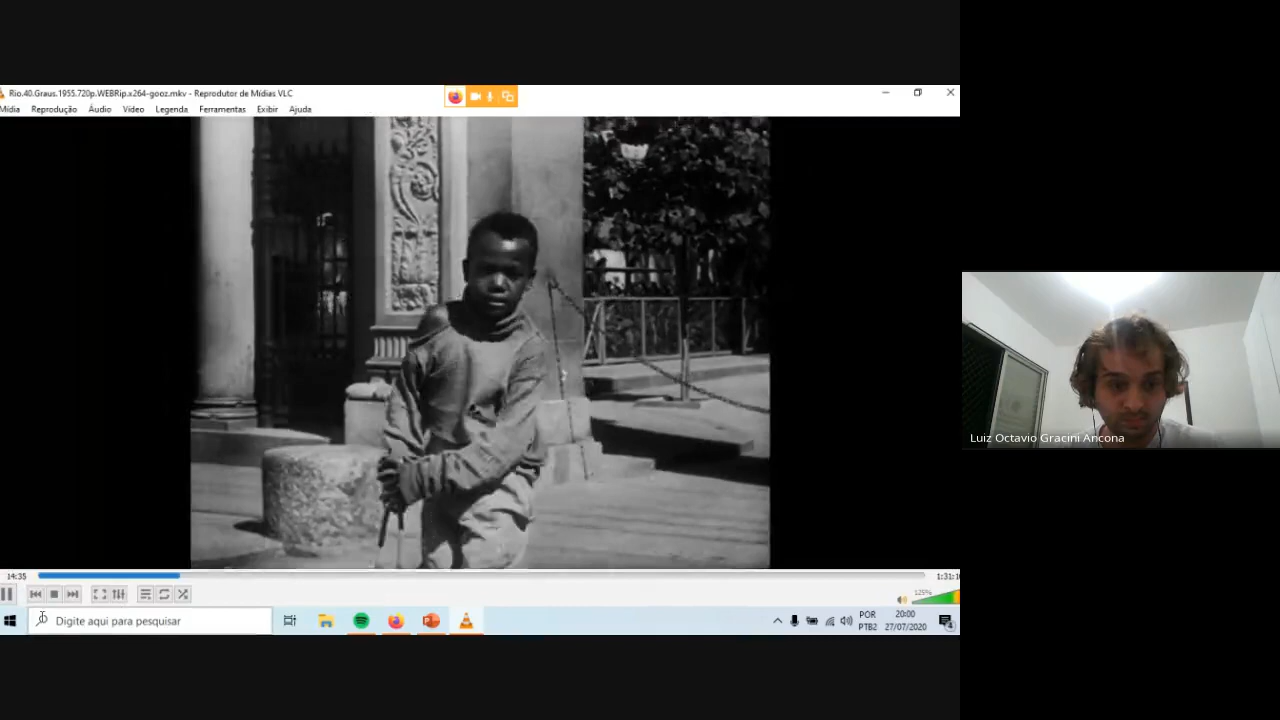 Rio.40.Graus.1955.720p.WEBRip.x264-gooz.mkv - Reprodutor de Mídias VLC
Mídia Reprodução Áudio Vídeo Legenda Ferramentas Exibir Ajuda
Luiz Octavio Gracini Ancona
14:35
125%
Digite aqui para pesquisar
POR
PTB2
20:00
27/07/2020
4